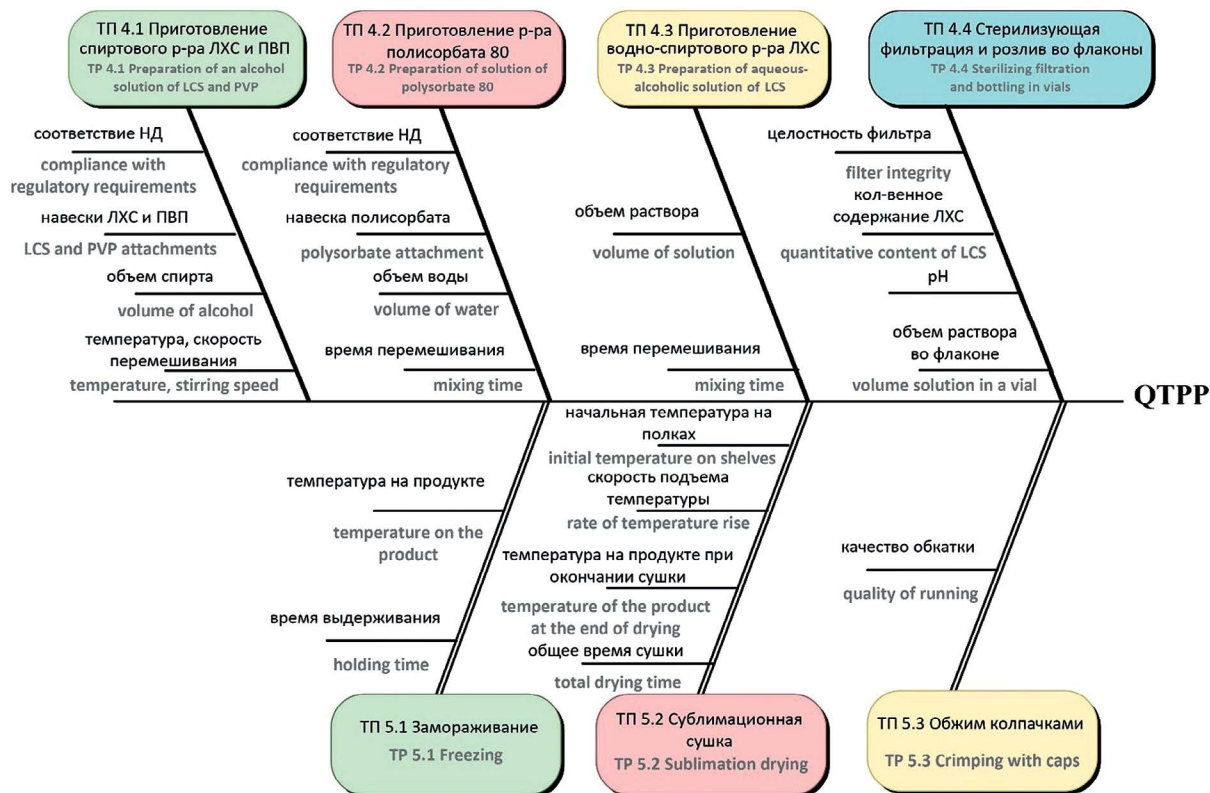 ТП 4.1 Приготовление
спиртового р-ра ЛХС и ПВП
TP 4.1 Preparation of an alcohol
solution of LCS and PVP
соответствие НД
compliance with
regulatory requirements
навески ЛХС и ПВП
LCS and PVP attachments
объем спирта
volume of alcohol
температура, скорость
перемешивания
temperature, stirring speed
ТП 4.2 Приготовление р-ра
полисорбата 80
TP 4.2 Preparation of solution of
polysorbate 80
соответствие НД
compliance with regulatory
requirements
навеска полисорбата
polysorbate attachment
объем воды
volume of water
время перемешивания
mixing time
ТП 4.3 Приготовление
водно-спиртового р-ра ЛХС
TP 4.3 Preparation of aqueous-
alcoholic solution of LCS
объем раствора
volume of solution
время перемешивания
mixing time
ТП 4.4 Стерилизующая
фильтрация и розлив во флаконы
TP 4.4 Sterilizing filtration
and bottling in vials
целостность фильтра
filter integrity
кол-венное
содержание ЛХС
quantitative content of LCS
pH
объем раствора
во флаконе
volume solution in a vial
QTPP
температура на продукте
temperature on the
product
время выдерживания
holding time
ТП 5.1 Замораживание
TP 5.1 Freezing
начальная температура на
полках
initial temperature on shelves
скорость подъема
температуры
rate of temperature rise
температура на продукте при
окончании сушки
temperature of the product
at the end of drying
общее время сушки
total drying time
ТП 5.2 Сублимационная
сушка
TP 5.2 Sublimation drying
качество обкатки
quality of running
ТП 5.3 Обжим колпачками
TP 5.3 Crimping with caps